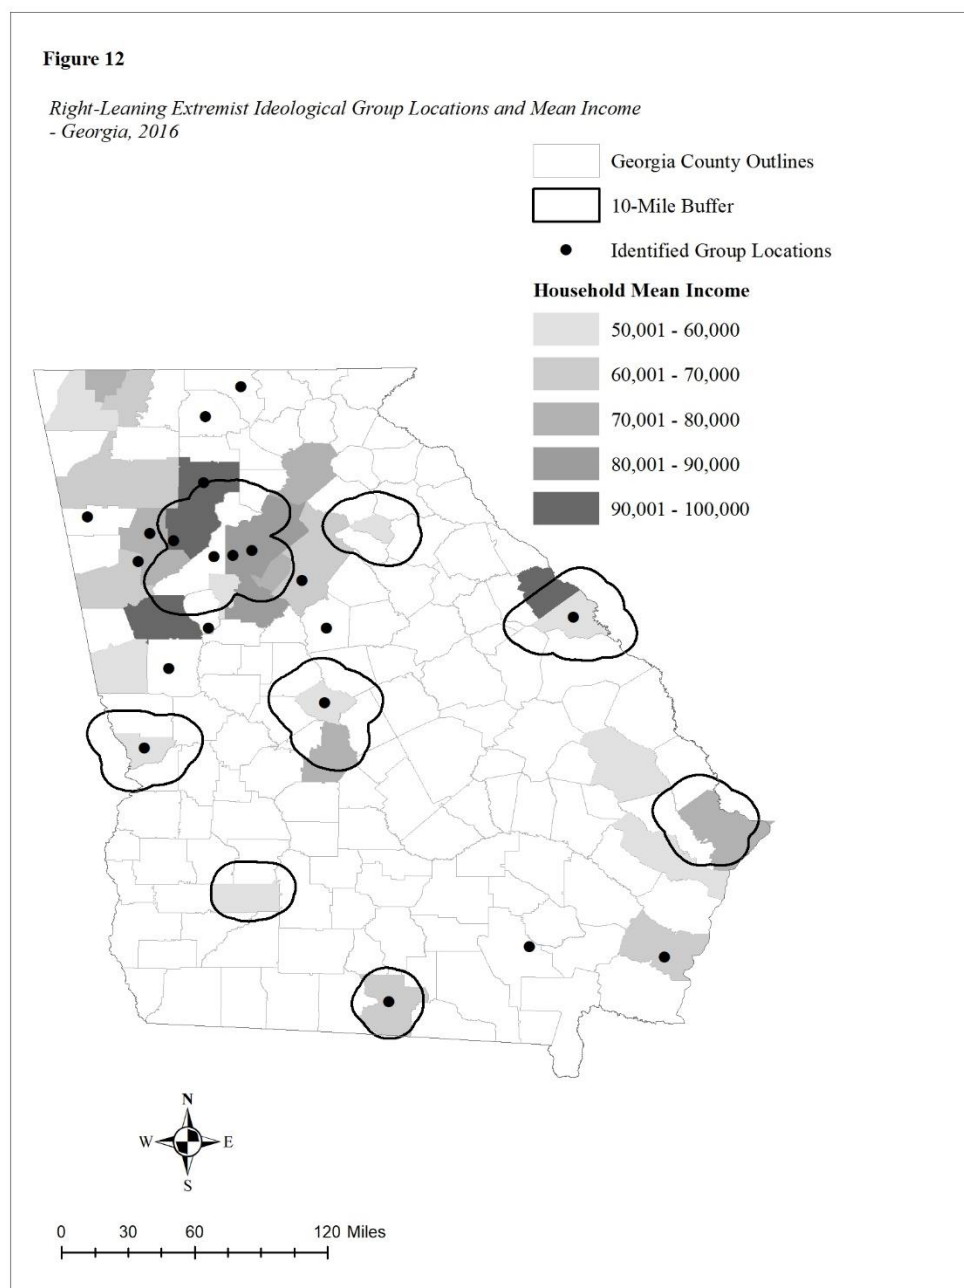 Figure 12
Right-Leaning Extremist Ideological Group Locations and Mean Income
- Georgia, 2016
Georgia County Outlines
10-Mile Buffer
Identified Group Locations
Household Mean Income
50,001 - 60,000
60,001 - 70,000
70,001 - 80,000
80,001 - 90,000
90,001 - 100,000
N
W E
S
0 30 60 120 Miles